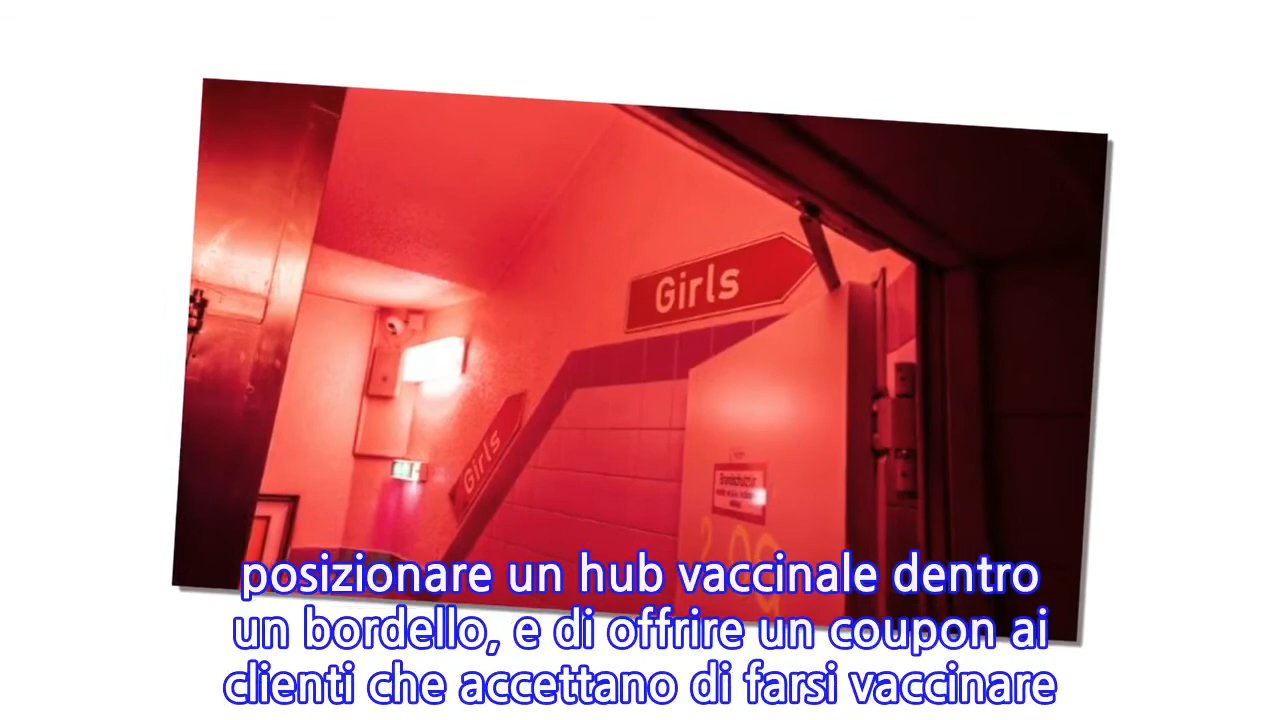 Girls
Girls
Brandschutztür
posizionare un hub vaccinale dentro
un bordello, e di offrire un coupon ai
clienti che accettano di farsi vaccinare